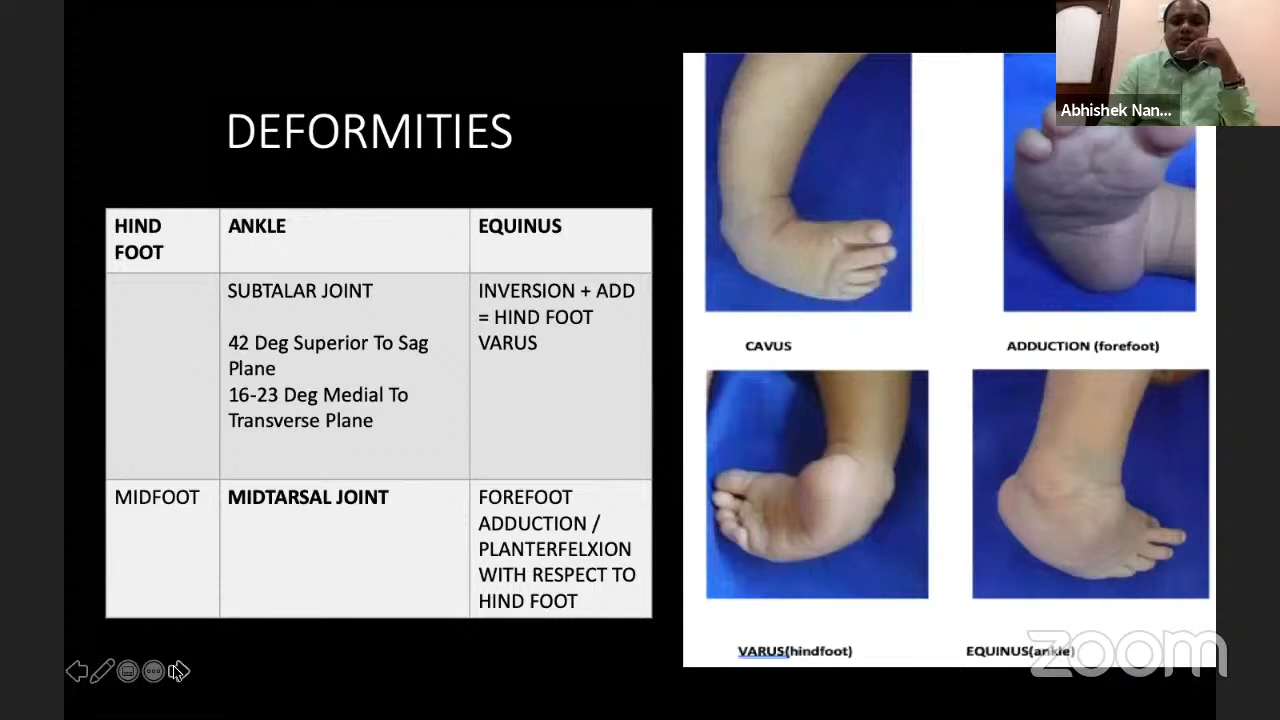 DEFORMITIES
HIND
FOOT
ANKLE
EQUINUS
SUBTALAR JOINT
42 Deg Superior To Sag
Plane
16-23 Deg Medial To
Transverse Plane
INVERSION + ADD
= HIND FOOT
VARUS
MIDFOOT
MIDTARSAL JOINT
FOREFOOT
ADDUCTION /
PLANTERFELXION
WITH RESPECT TO
HIND FOOT
CAVUS
ADDUCTION (forefoot)
VARUS(hindfoot)
EQUINUS(ankle)
Abhishek Nan...
zoom